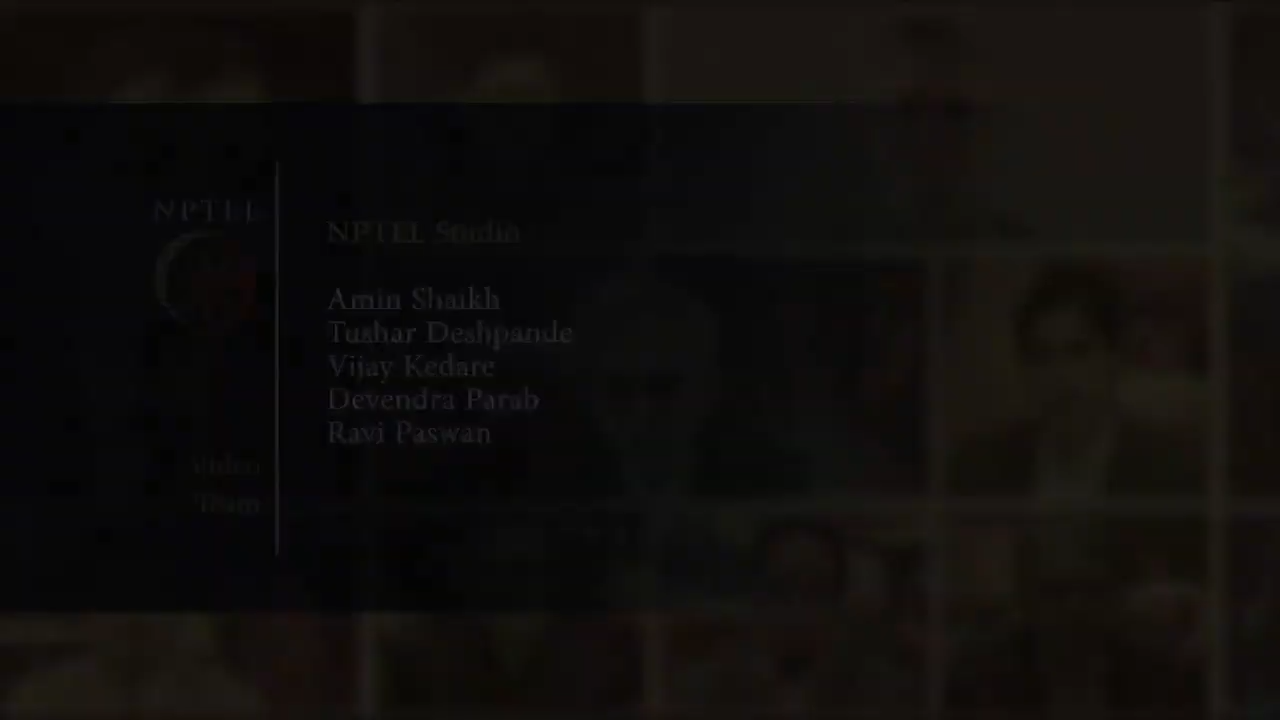 NPTEL
Video
Team
NPTEL Studio
Amin Shaikh
Tushar Deshpande
Vijay Kedare
Devendra Parab
Ravi Paswan